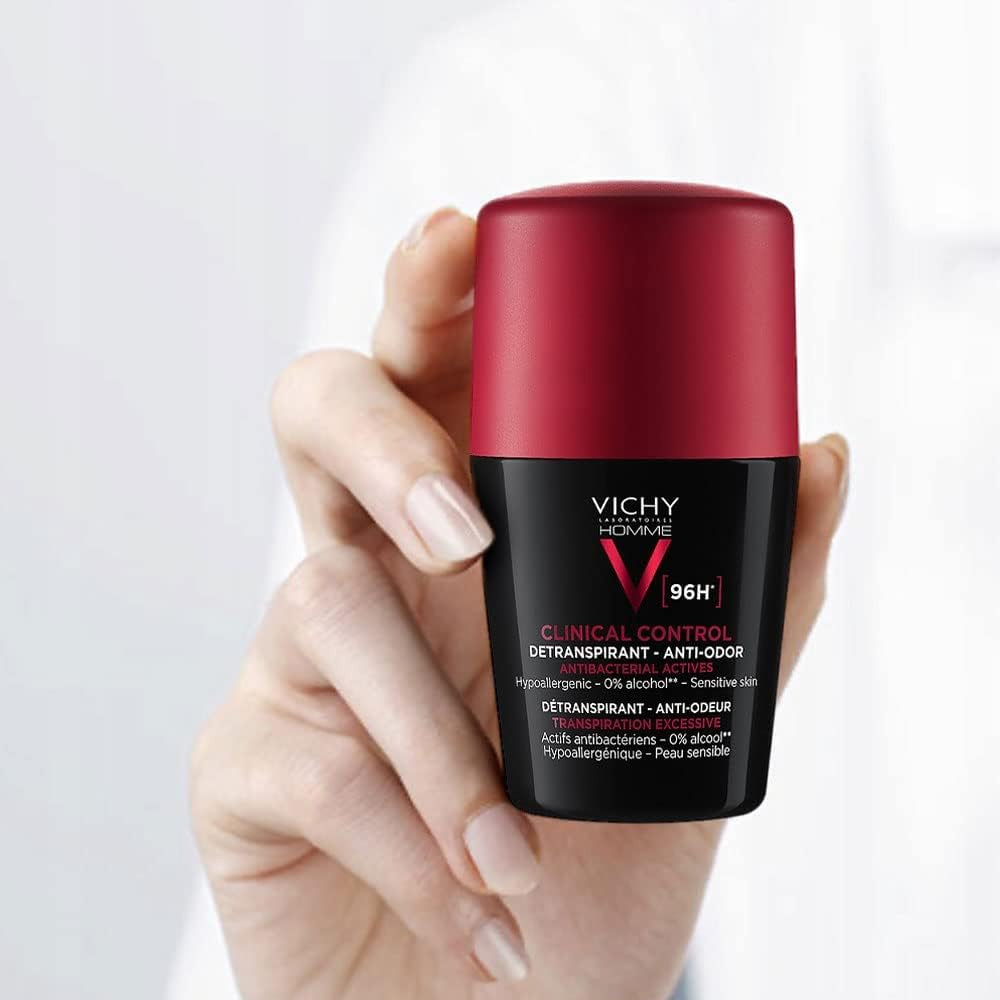 VICHY
LABORATOIRES
HOMME
[96H*]
CLINICAL CONTROL
DETRANSPIRANT - ANTI-ODOR
ANTIBACTERIAL ACTIVES
Hypoallergenic - 0% alcohol** - Sensitive skin
DÉTRANSPIRANT - ANTI-ODEUR
TRANSPIRATION EXCESSIVE
Actifs antibactériens - 0% alcool**
Hypoallergénique - Peau sensible